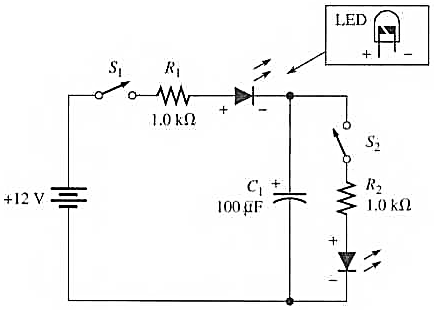 LED
+ -
S1 R1
1.0 kΩ
+ -
S2
+12 V
C1 +
100 µF
R2
1.0 kΩ
+
-